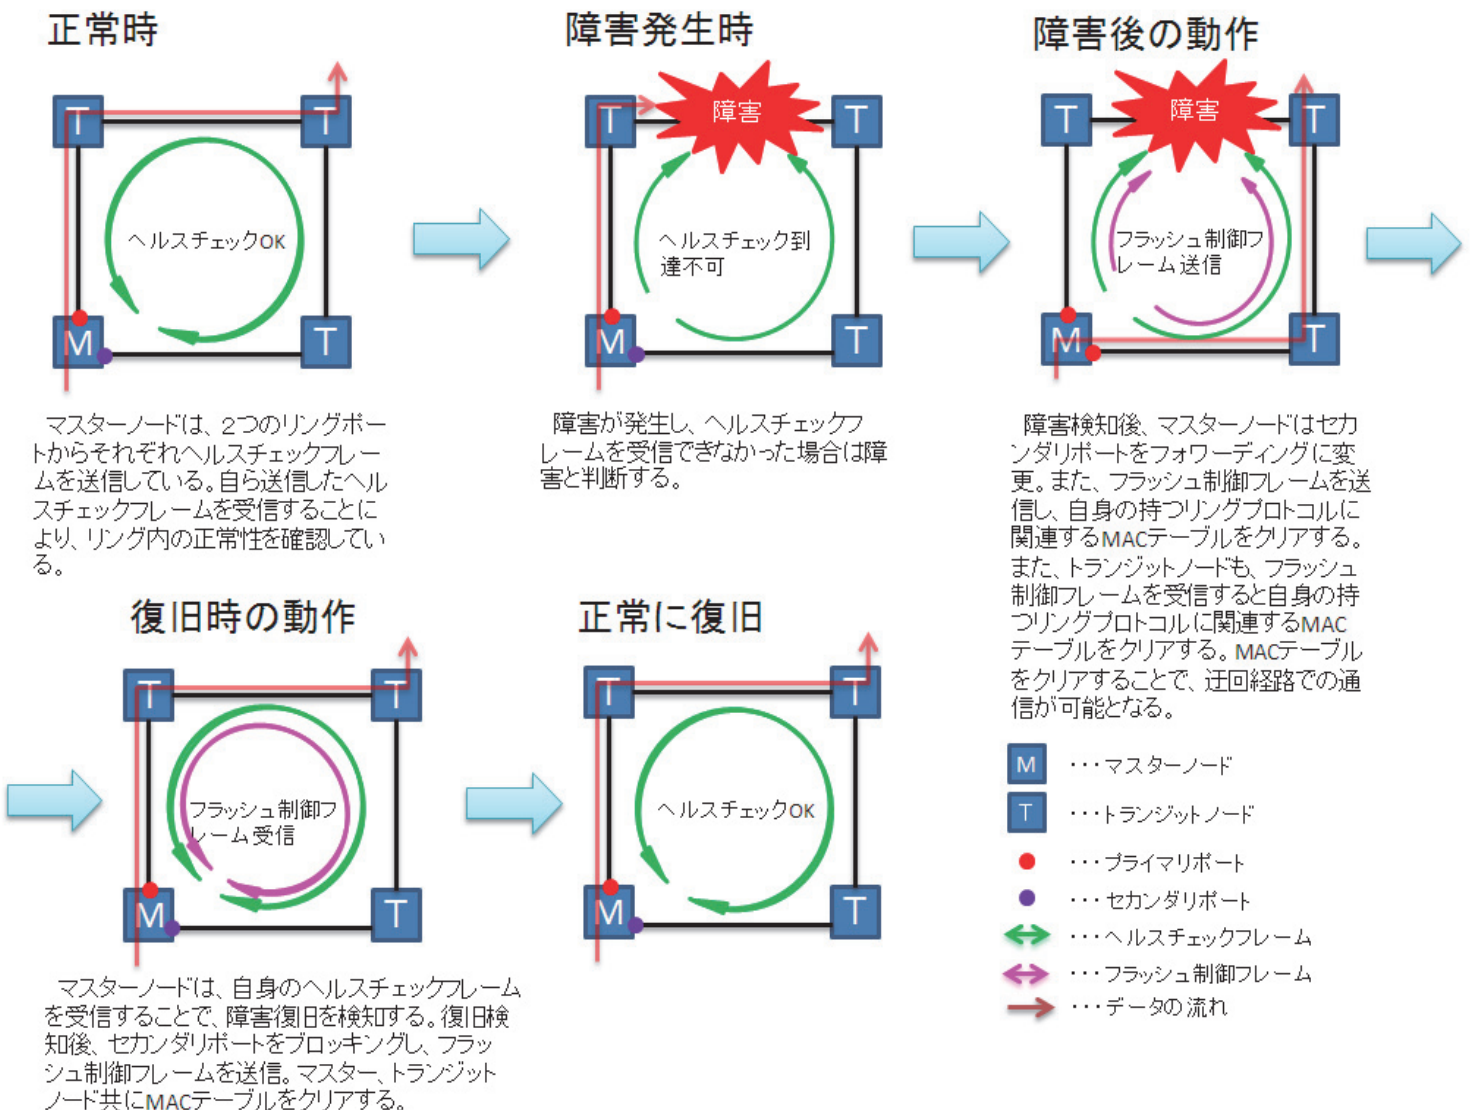 正常時
T
T
ヘルスチェックOK
M
T
マスターノードは、2つのリングポー
トからそれぞれヘルスチェックフレー
ムを送信している。自ら送信したヘル
スチェックフレームを受信することに
より、リング内の正常性を確認してい
る。
障害発生時
T
障害
T
ヘルスチェック到
達不可
M
T
障害が発生し、ヘルスチェックフ
レームを受信できなかった場合は障
害と判断する。
障害後の動作
T
障害
T
フラッシュ制御フ
レーム送信
M
T
障害検知後、マスターノードはセカ
ンダリポートをフォワーディングに変
更。また、フラッシュ制御フレームを送
信し、自身の持つリングプロトコルに
関連するMACテーブルをクリアする。
また、トランジットノードも、フラッシュ
制御フレームを受信すると自身の持
つリングプロトコルに関連するMAC
テーブルをクリアする。MACテーブル
をクリアすることで、迂回経路での通
信が可能となる。
復旧時の動作
T
T
フラッシュ制御フ
レーム受信
M
T
マスターノードは、自身のヘルスチェックフレーム
を受信することで、障害復旧を検知する。復旧検
知後、セカンダリポートをブロッキングし、フラッ
シュ制御フレームを送信。マスター、トランジット
ノード共にMACテーブルをクリアする。
正常に復旧
T
T
ヘルスチェックOK
M
T
M ・・・マスターノード
T ・・・トランジットノード
・・・プライマリポート
・・・セカンダリポート
・・・ヘルスチェックフレーム
・・・フラッシュ制御フレーム
・・・データの流れ